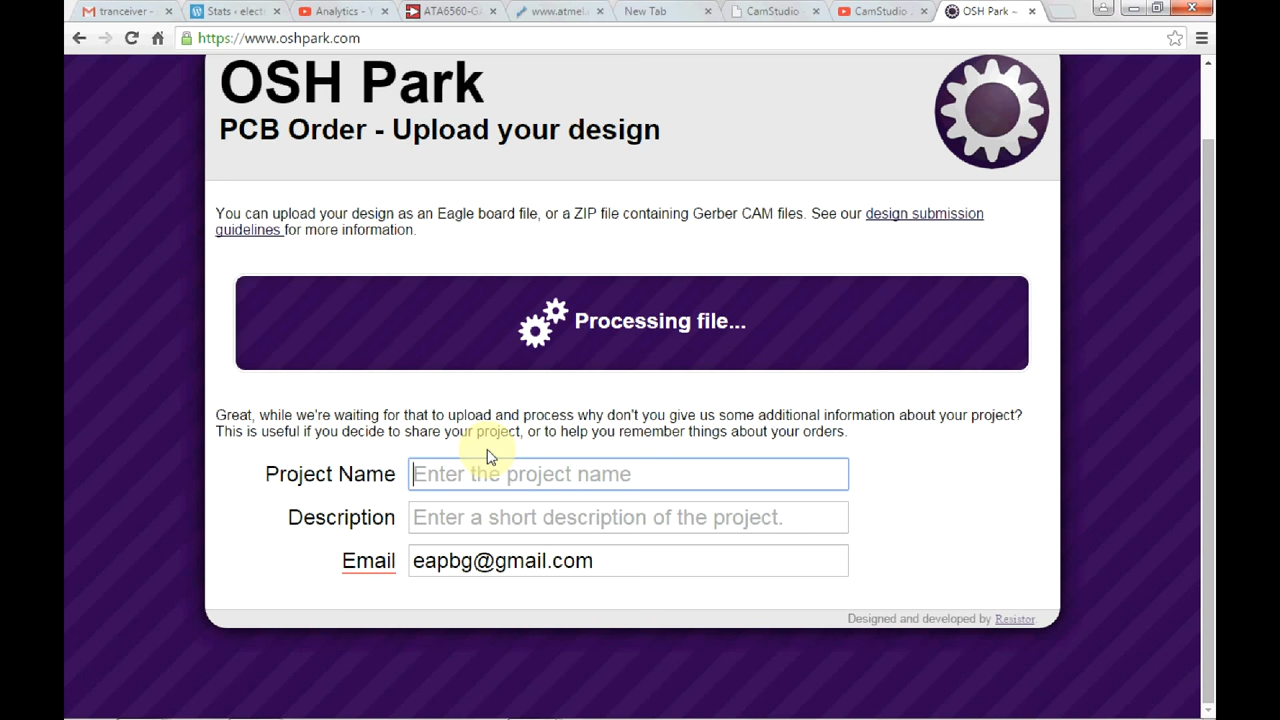 tranceiver -
Stats ‹ elect
Analytics - Y
ATA6560-G
www.atmel
New Tab
CamStudio
CamStudio
OSH Park ~
https://www.oshpark.com
OSH Park
PCB Order - Upload your design
You can upload your design as an Eagle board file, or a ZIP file containing Gerber CAM files. See our design submission
guidelines for more information.
Processing file...
Great, while we're waiting for that to upload and process why don't you give us some additional information about your project?
This is useful if you decide to share your project, or to help you remember things about your orders.
Project Name Enter the project name
Description Enter a short description of the project.
Email eapbg@gmail.com
Designed and developed by Resistor